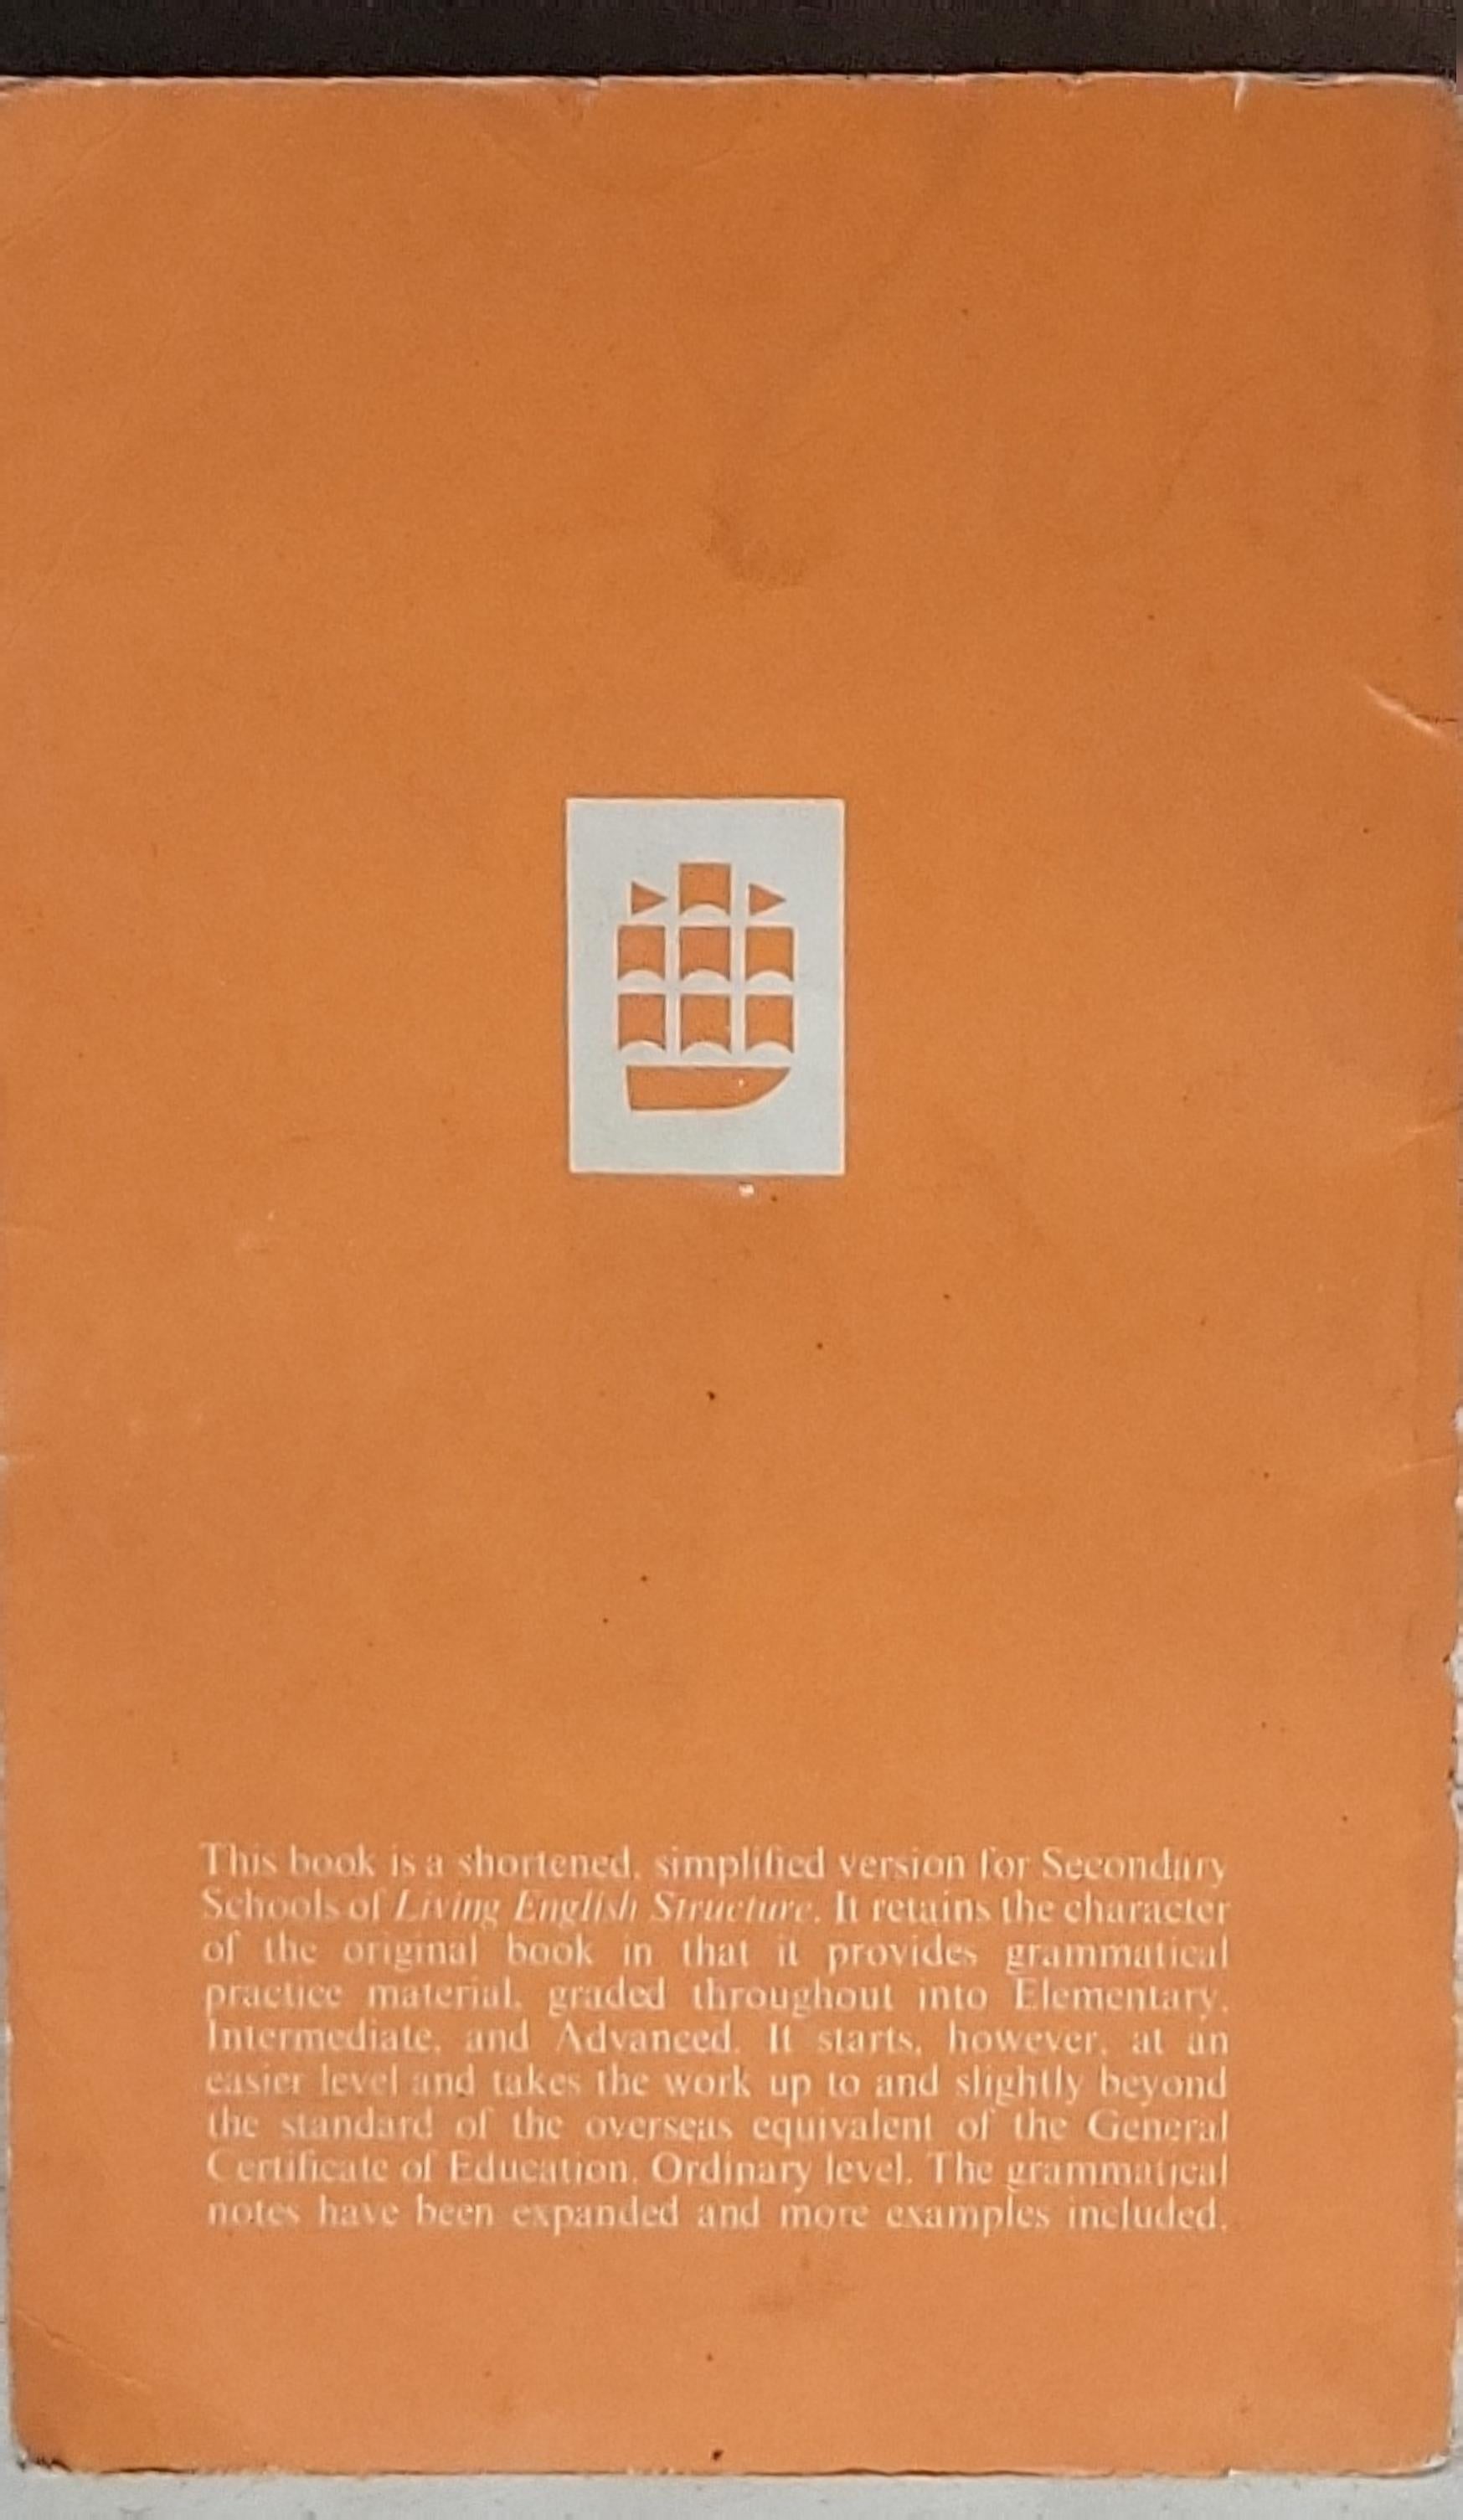 This book is a shortened, simplified version for Secondary
Schools of Living English Structure. It retains the character
of the original book in that it provides grammatical
practice material, graded throughout into Elementary,
Intermediate, and Advanced. It starts, however, at an
easier level and takes the work up to and slightly beyond
the standard of the overseas equivalent of the General
Certificate of Education, Ordinary level. The grammatical
notes have been expanded and more examples included.